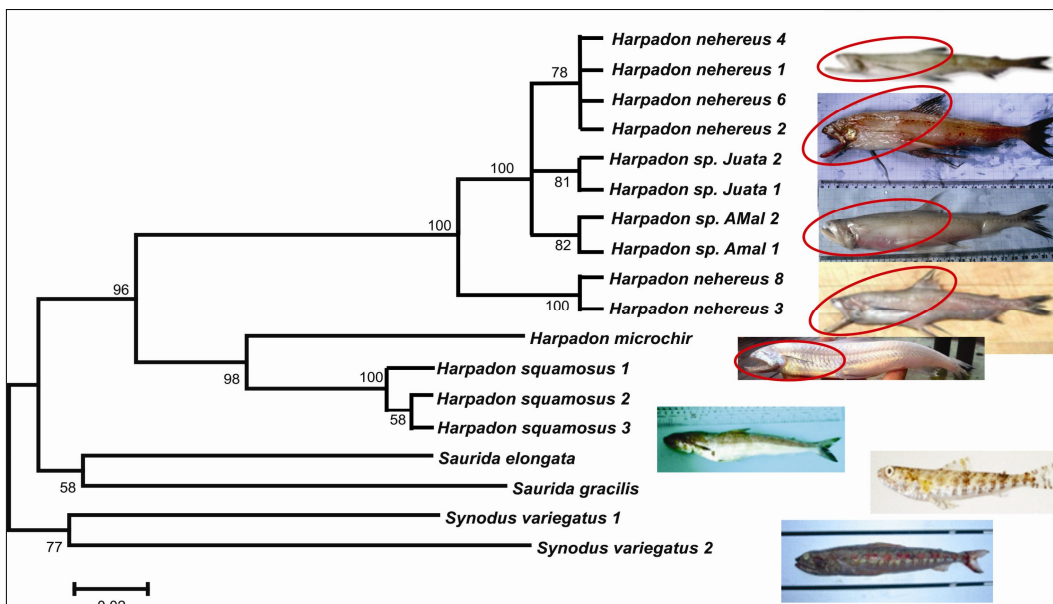 Harpadon nehereus 4
78
Harpadon nehereus 1
Harpadon nehereus 6
Harpadon nehereus 2
100
Harpadon sp. Juata 2
81
Harpadon sp. Juata 1
Harpadon sp. AMal 2
100
82
Harpadon sp. Amal 1
Harpadon nehereus 8
96
100
Harpadon nehereus 3
Harpadon microchir
98
100
Harpadon squamosus 1
Harpadon squamosus 2
58
Harpadon squamosus 3
Saurida elongata
58
Saurida gracilis
Synodus variegatus 1
77
Synodus variegatus 2